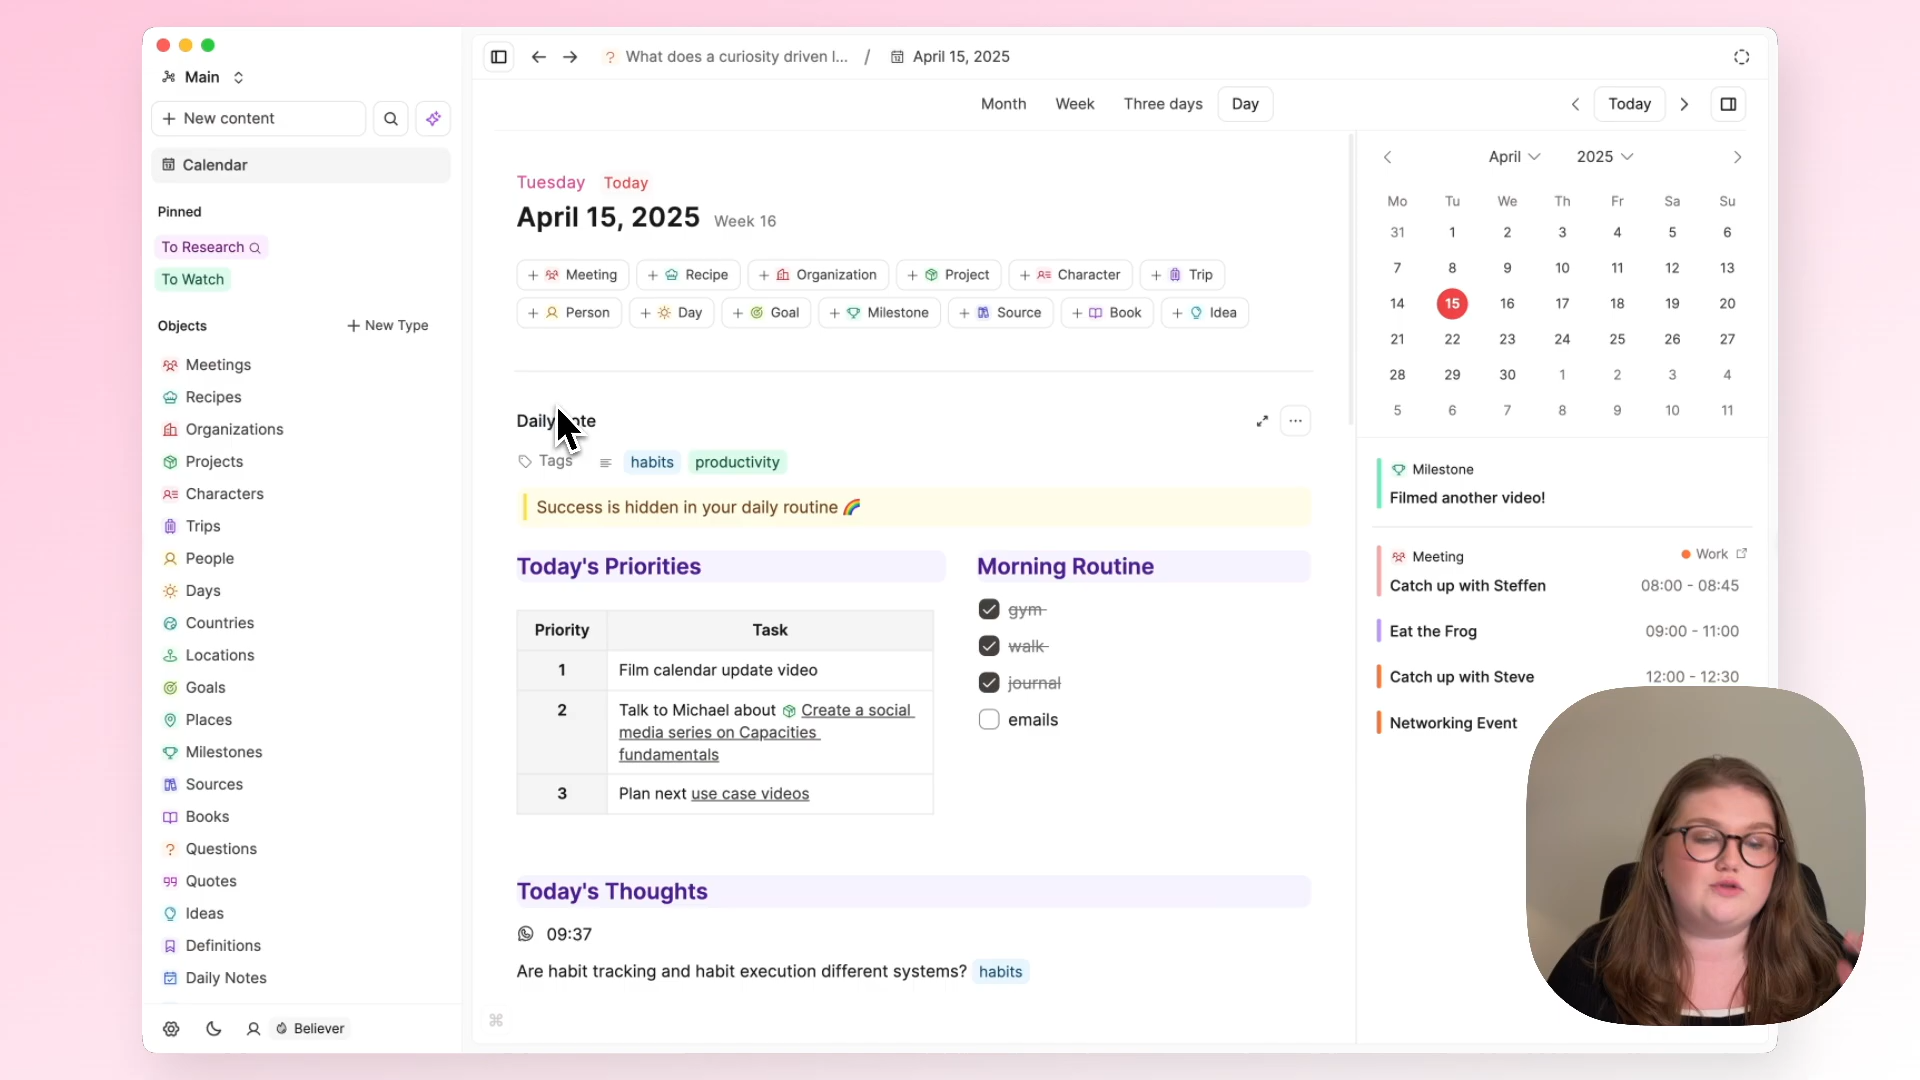 Main
What does a curiosity driven l... / April 15, 2025
New content
Calendar
Pinned
To Research
To Watch
Objects
+ New Type
Meetings
Recipes
Organizations
Projects
Characters
Trips
People
Days
Countries
Locations
Goals
Places
Milestones
Sources
Books
Questions
Quotes
Ideas
Definitions
Daily Notes
Believer
Month Week Three days Day
Today
Tuesday Today
April 15, 2025 Week 16
+ Meeting + Recipe + Organization + Project + Character + Trip
+ Person + Day + Goal + Milestone + Source + Book + Idea
Daily
Tags habits productivity
Success is hidden in your daily routine 🌈
Today's Priorities
Priority Task
1 Film calendar update video
2 Talk to Michael about Create a social
media series on Capacities
fundamentals
3 Plan next use case videos
Morning Routine
gym
walk
journal
emails
Today's Thoughts
09:37
Are habit tracking and habit execution different systems? habits
April 2025
Mo Tu We Th Fr Sa Su
31 1 2 3 4 5 6
7 8 9 10 11 12 13
14 15 16 17 18 19 20
21 22 23 24 25 26 27
28 29 30 1 2 3 4
5 6 7 8 9 10 11
Milestone
Filmed another video!
Meeting Work
Catch up with Steffen 08:00 - 08:45
Eat the Frog 09:00 - 11:00
Catch up with Steve 12:00 - 12:30
Networking Event